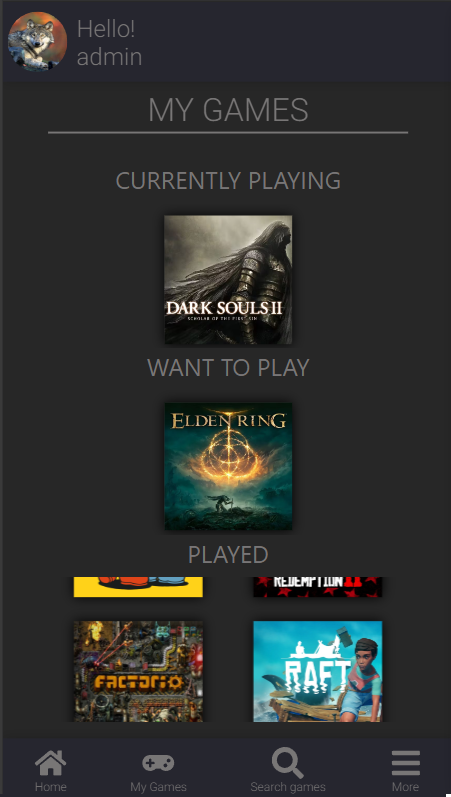 Hello!
admin
MY GAMES
CURRENTLY PLAYING
DARK SOULS II
SCHOLAR OF THE FIRST SIN
WANT TO PLAY
ELDEN RING
PLAYED
REDEMPTION II
FACTORIO
RAFT
Home
My Games
Search games
More